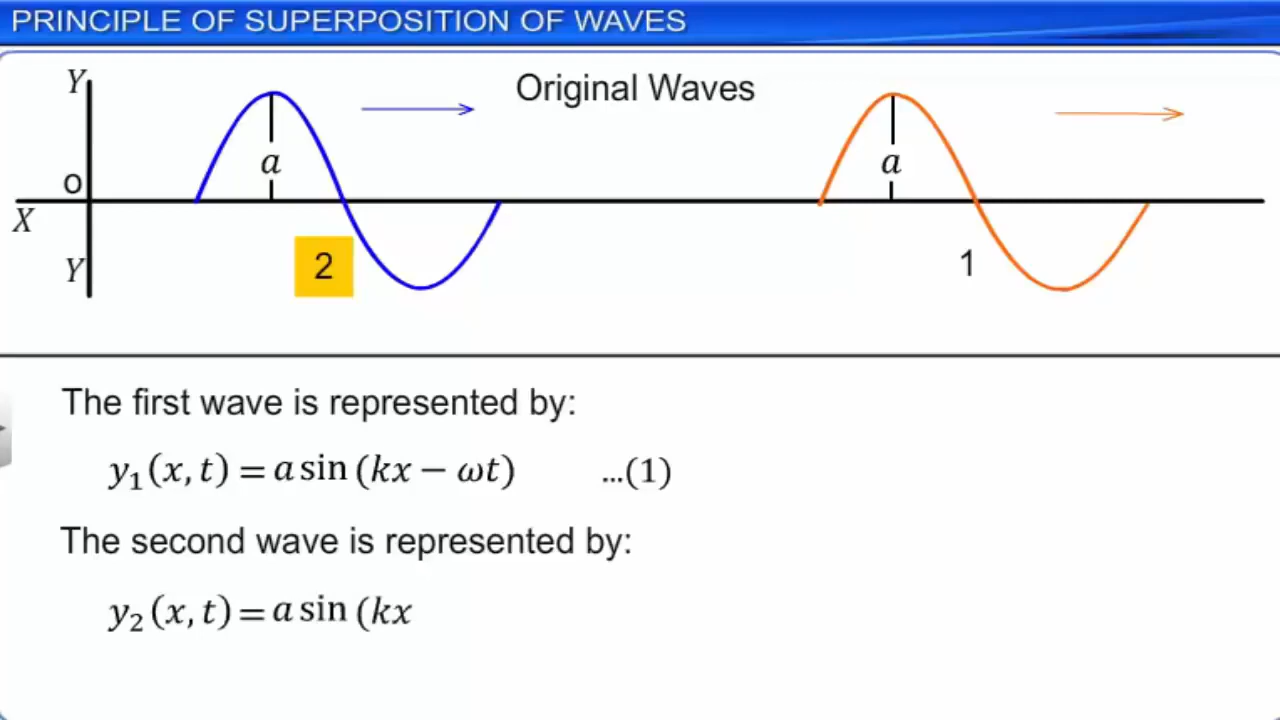 PRINCIPLE OF SUPERPOSITION OF WAVES
Y
Original Waves
a
a
O
X
Y
2
1
The first wave is represented by:
y₁(x, t) = a sin (kx − ωt) ...(1)
The second wave is represented by:
y₂(x, t) = a sin (kx